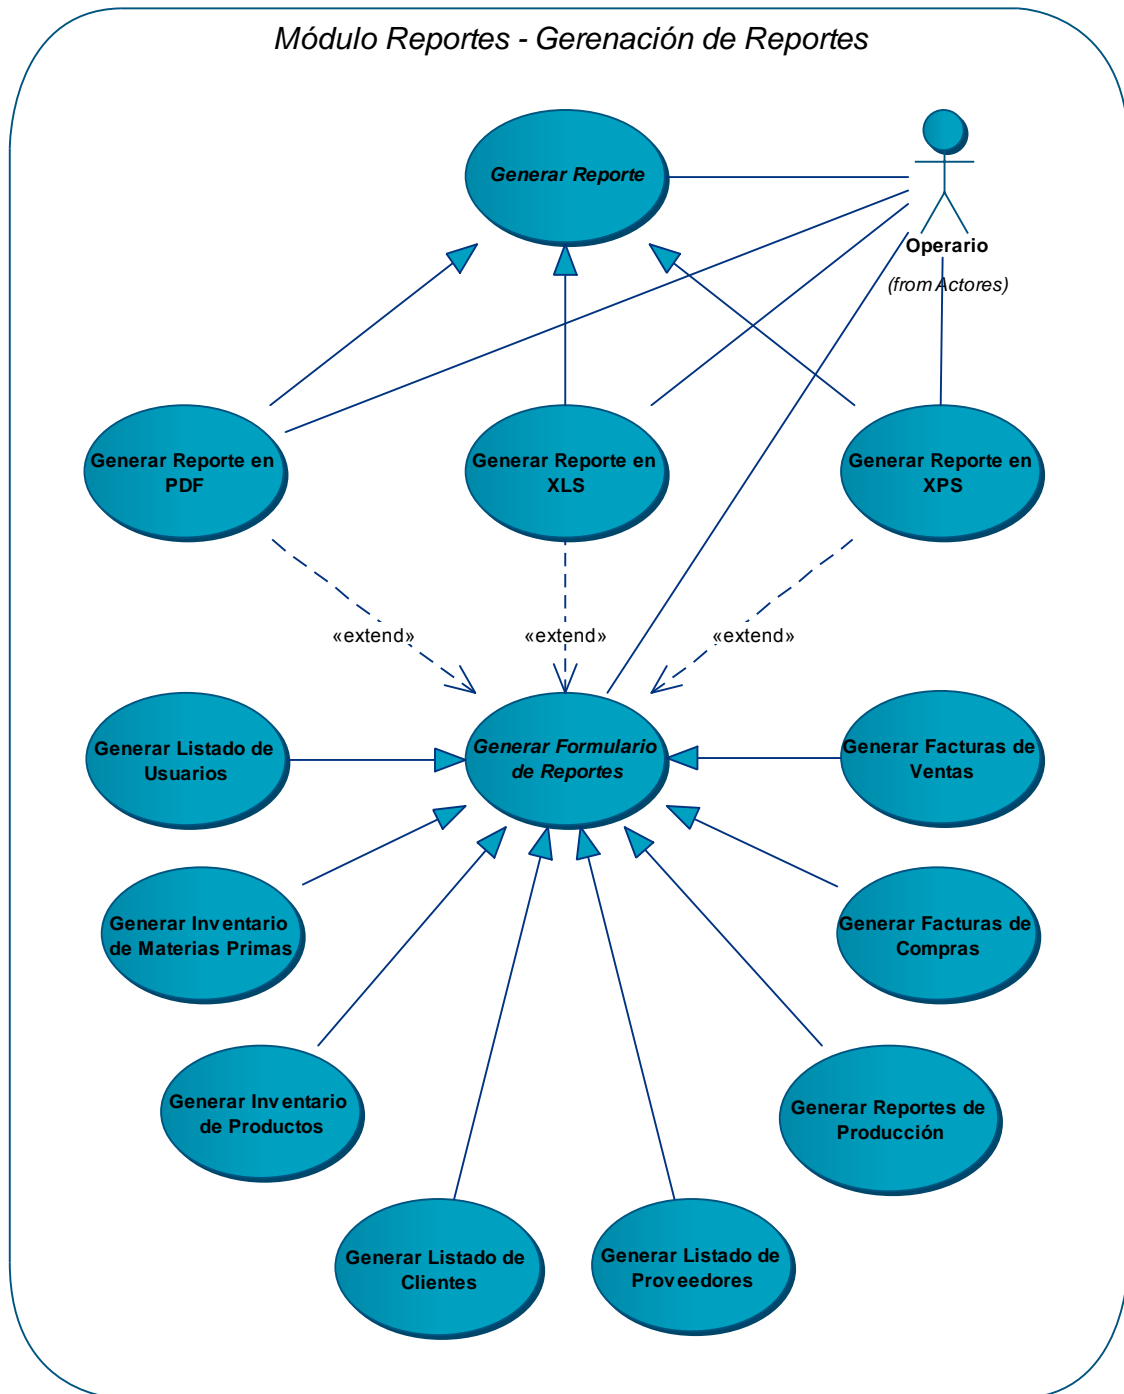 Módulo Reportes - Gerenación de Reportes
Generar Reporte
Operario
(from Actores)
Generar Reporte en
PDF
Generar Reporte en
XLS
Generar Reporte en
XPS
«extend»
«extend»
«extend»
Generar Listado de
Usuarios
Generar Formulario
de Reportes
Generar Facturas de
Ventas
Generar Inventario
de Materias Primas
Generar Facturas de
Compras
Generar Inventario
de Productos
Generar Reportes de
Producción
Generar Listado de
Clientes
Generar Listado de
Proveedores